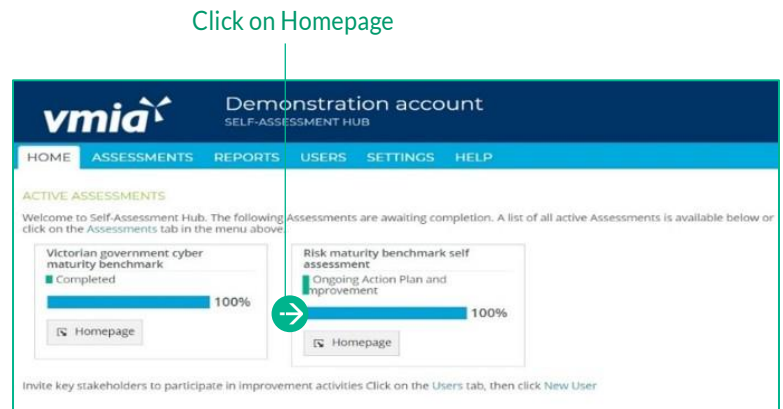 Click on Homepage
vmia
Demonstration account
SELF-ASSESSMENT HUB
HOME ASSESSMENTS REPORTS USERS SETTINGS HELP
ACTIVE ASSESSMENTS
Welcome to Self-Assessment Hub. The following Assessments are awaiting completion. A list of all active Assessments is available below or
click on the Assessments tab in the menu above.
Victorian government cyber
maturity benchmark
Completed
100%
Homepage
Risk maturity benchmark self
assessment
Ongoing Action Plan and
mprovement
100%
Homepage
Invite key stakeholders to participate in improvement activities Click on the Users tab, then click New User